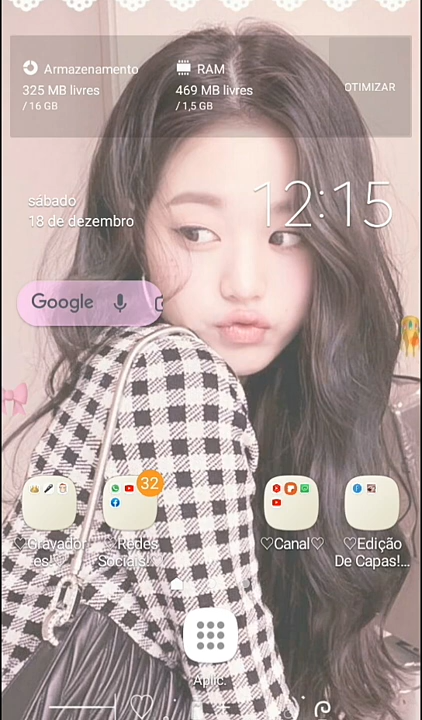 Armazenamento
325 MB livres
/ 16 GB
RAM
469 MB livres
/ 1,5 GB
OTIMIZAR
sábado
18 de dezembro
12:15
Google
32
♡Gravador
es!♡
♡Redes
Sociais!...
♡Canal♡
♡Edição
De Capas!...
Aplic.